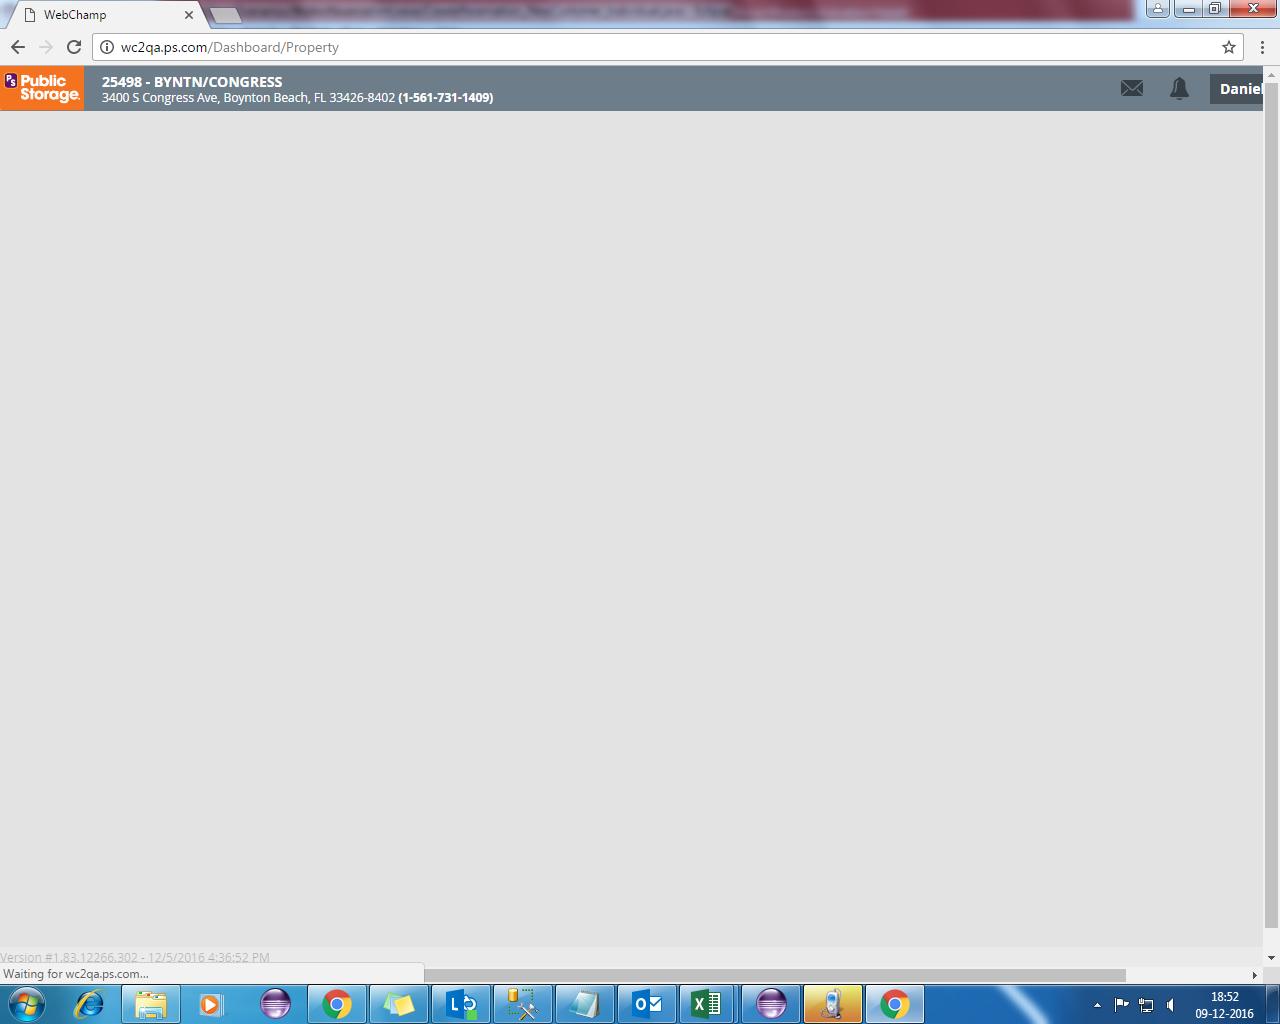 WebChamp
wc2qa.ps.com/Dashboard/Property
PS Public Storage.
25498 - BYNTN/CONGRESS
3400 S Congress Ave, Boynton Beach, FL 33426-8402 (1-561-731-1409)
Daniel
Version #1.83.12266.302 - 12/5/2016 4:36:52 PM
Waiting for wc2qa.ps.com...
18:52
09-12-2016